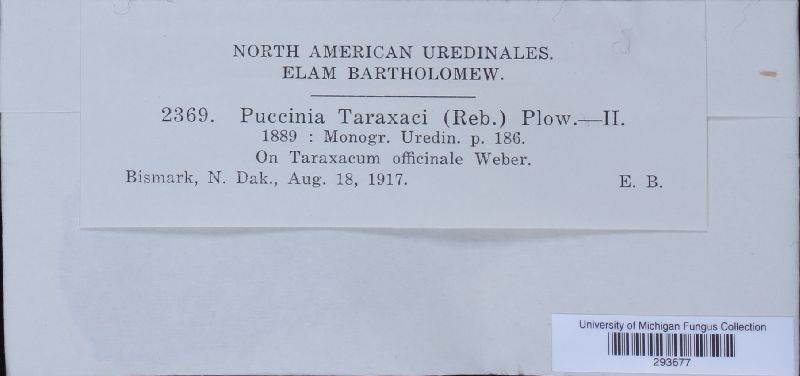 NORTH AMERICAN UREDINALES.
ELAM BARTHOLOMEW.
2369. Puccinia Taraxaci (Reb.) Plow.—II.
1889 : Monogr. Uredin. p. 186.
On Taraxacum officinale Weber.
Bismark, N. Dak., Aug. 18, 1917. E. B.
University of Michigan Fungus Collection
293677